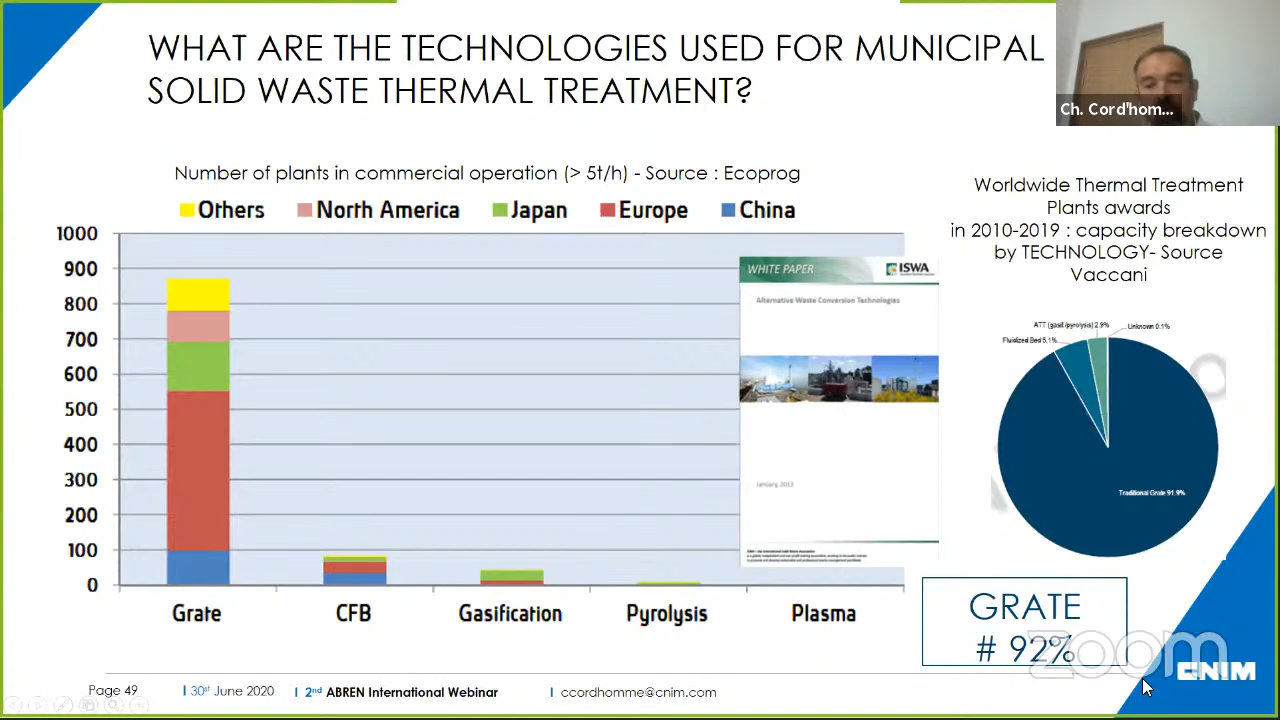 WHAT ARE THE TECHNOLOGIES USED FOR MUNICIPAL
SOLID WASTE THERMAL TREATMENT?
Ch. Cord'hom...
Number of plants in commercial operation (> 5t/h) - Source : Ecoprog
Others North America Japan Europe China
1000
900
800
700
600
500
400
300
200
100
0
Grate CFB Gasification Pyrolysis Plasma
WHITE PAPER ISWA
Alternative Waste Conversion Technologies
January, 2013
Worldwide Thermal Treatment
Plants awards
in 2010-2019 : capacity breakdown
by TECHNOLOGY- Source
Vaccani
ATT (gasif./pyrolysis) 2.9%
Unknown 0.1%
Fluidized Bed 5.1%
Traditional Grate 91.9%
GRATE
# 92%
zoom
CNIM
Page 49 30st June 2020 2nd ABREN International Webinar ccordhomme@cnim.com